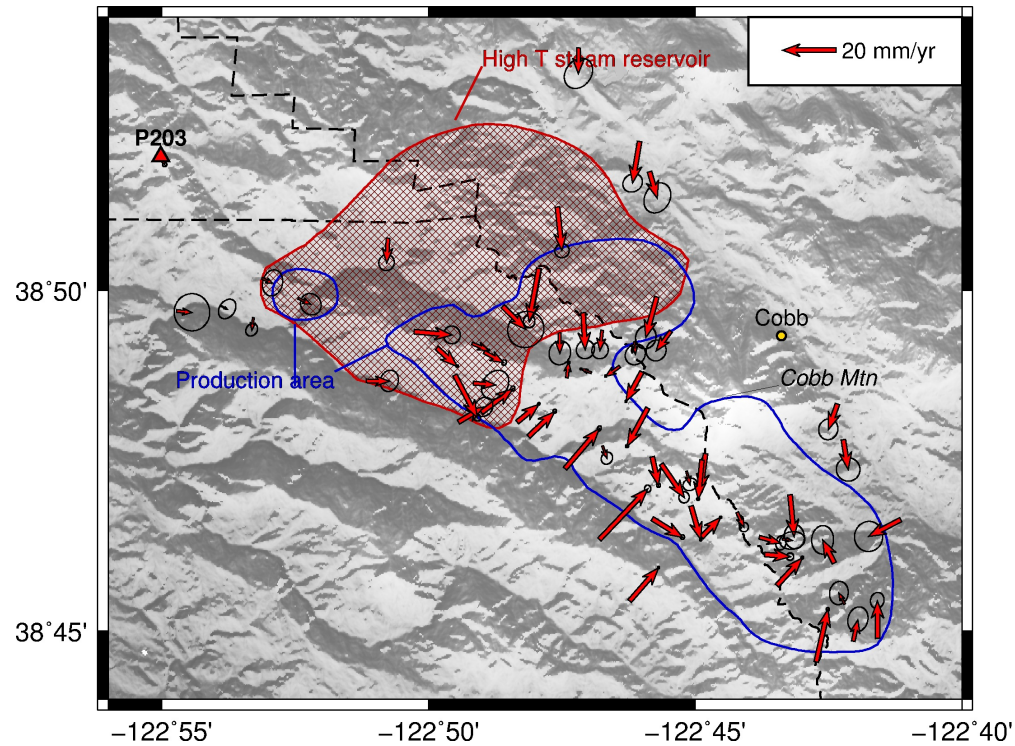 20 mm/yr
High T steam reservoir
P203
38˚50'
Cobb
Production area
Cobb Mtn
38˚45'
−122˚55' −122˚50' −122˚45' −122˚40'